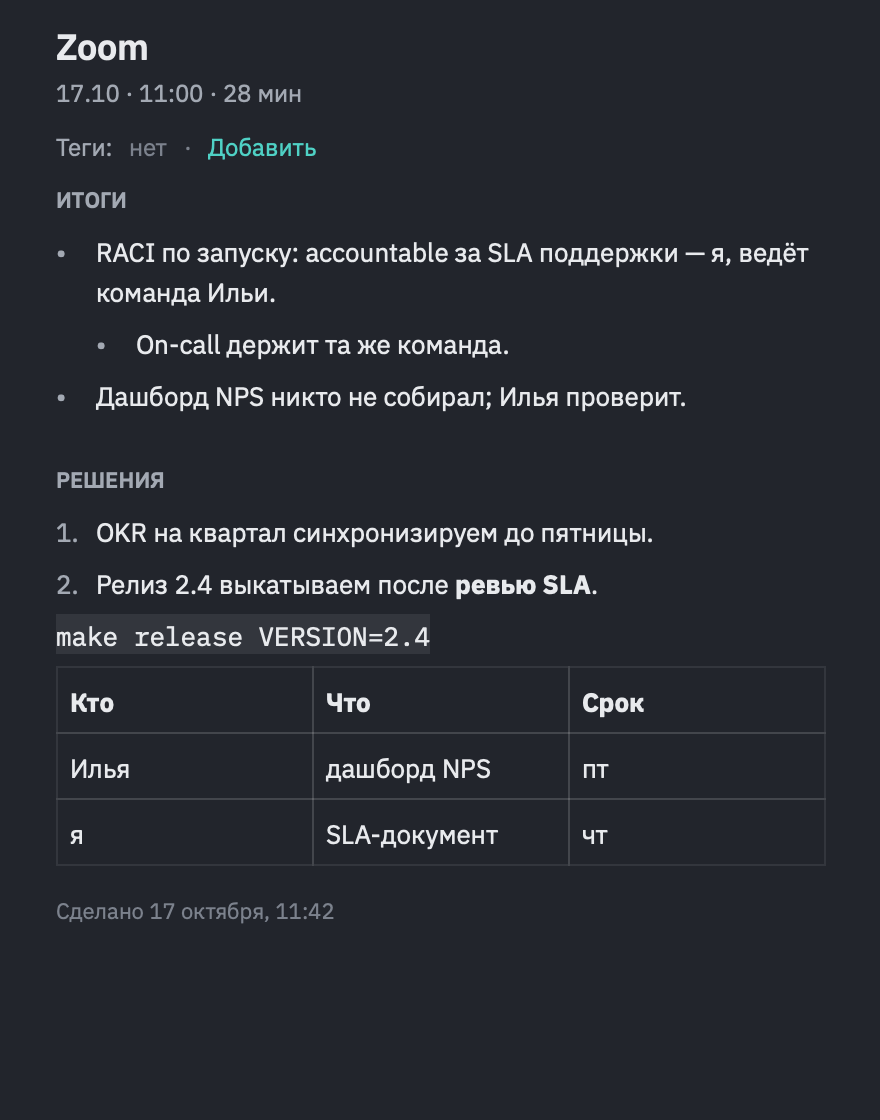 Zoom
17.10 · 11:00 · 28 мин
Теги: нет · Добавить
ИТОГИ
• RACI по запуску: accountable за SLA поддержки — я, ведёт
команда Ильи.
• On-call держит та же команда.
• Дашборд NPS никто не собирал; Илья проверит.
РЕШЕНИЯ
1. OKR на квартал синхронизируем до пятницы.
2. Релиз 2.4 выкатываем после ревью SLA.
make release VERSION=2.4
Кто Что Срок
Илья дашборд NPS пт
я SLA-документ чт
Сделано 17 октября, 11:42